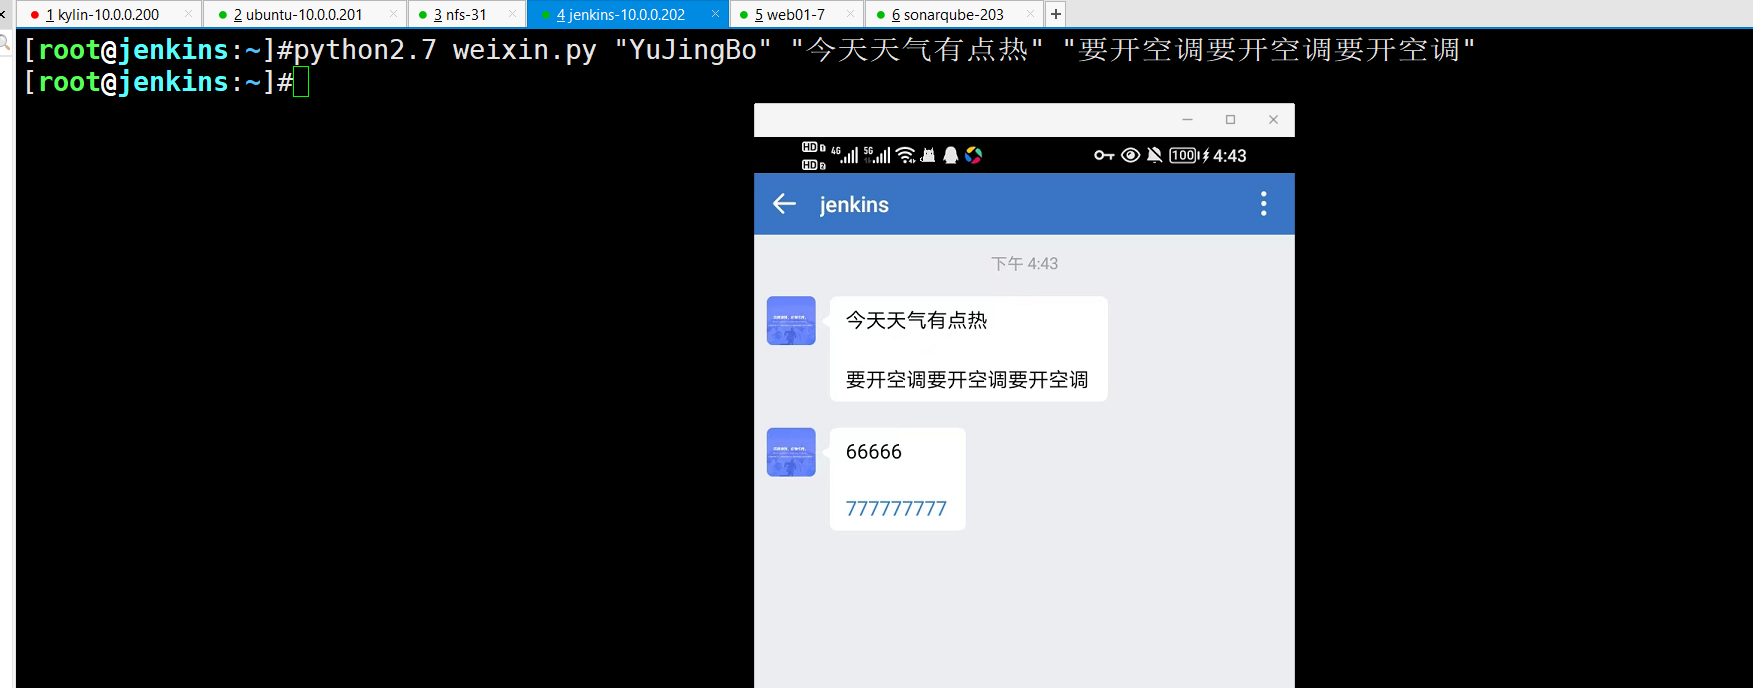 1 kylin-10.0.0.200
2 ubuntu-10.0.0.201
3 nfs-31
4 jenkins-10.0.0.202
5 web01-7
6 sonarqube-203
[root@jenkins:~]#python2.7 weixin.py "YuJingBo" "今天天气有点热" "要开空调要开空调要开空调"
[root@jenkins:~]#
HD 1 4G 5G 100 4:43
HD 2
jenkins
下午 4:43
今天天气有点热
要开空调要开空调要开空调
66666
777777777